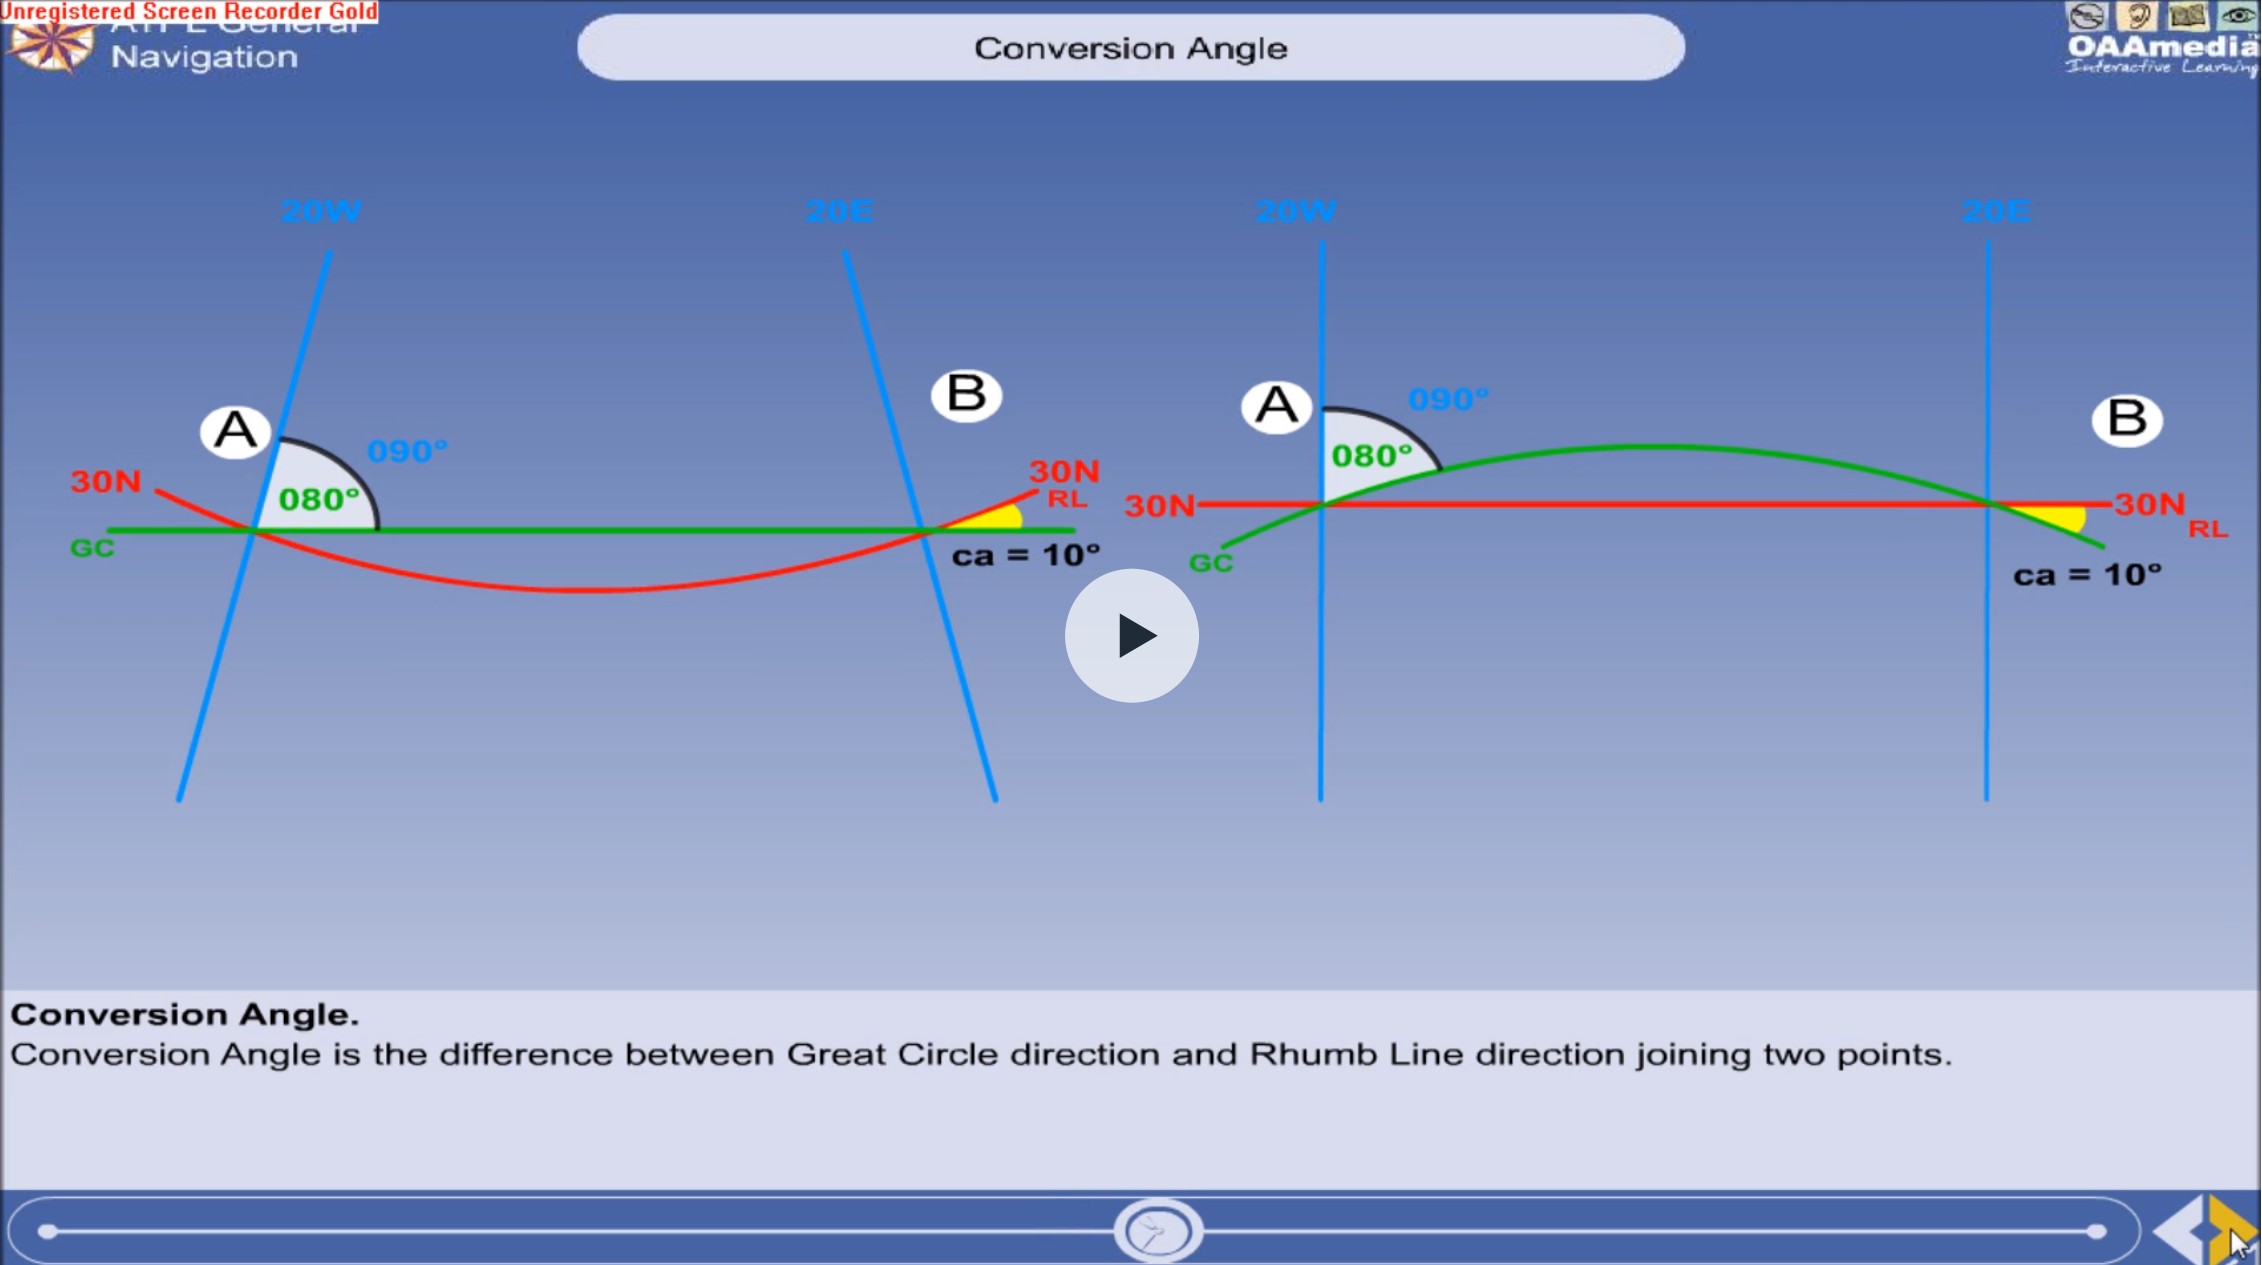 Unregistered Screen Recorder Gold
ATPL General
Navigation
Conversion Angle
OAAmedia
Interactive Learning
20W
20E
20W
20E
A
B
A
B
090°
080°
30N
GC
30N
RL
ca = 10°
090°
080°
30N
GC
30N
RL
ca = 10°
Conversion Angle.
Conversion Angle is the difference between Great Circle direction and Rhumb Line direction joining two points.